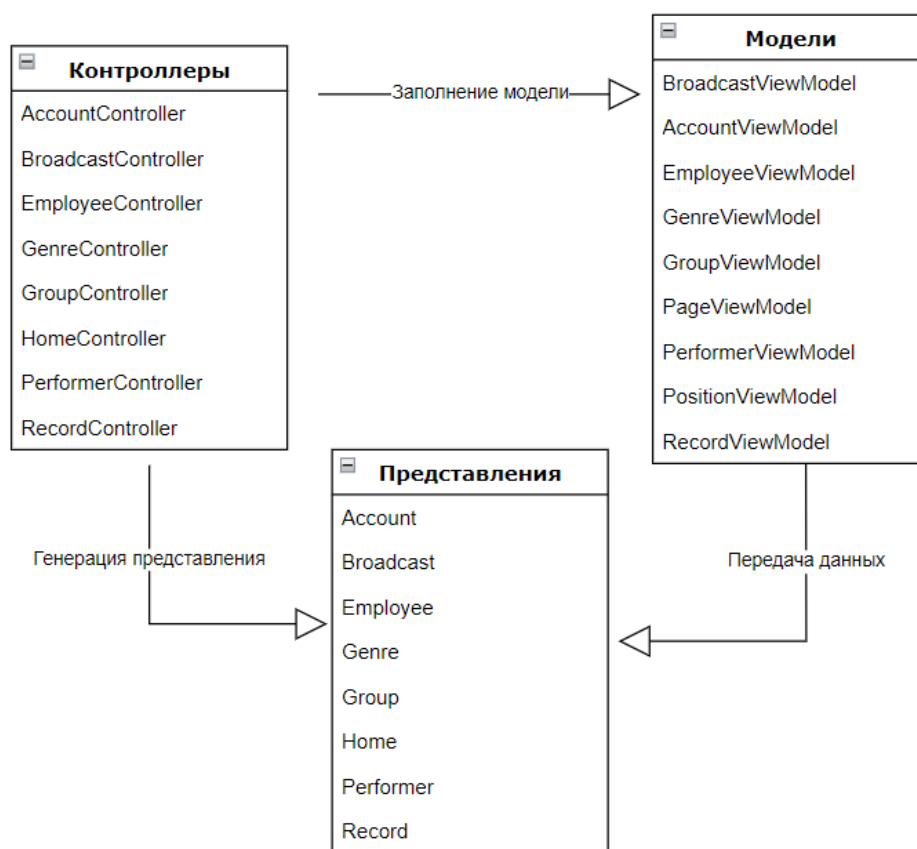 Контроллеры
AccountController
BroadcastController
EmployeeController
GenreController
GroupController
HomeController
PerformerController
RecordController
Заполнение модели
Модели
BroadcastViewModel
AccountViewModel
EmployeeViewModel
GenreViewModel
GroupViewModel
PageViewModel
PerformerViewModel
PositionViewModel
RecordViewModel
Генерация представления
Передача данных
Представления
Account
Broadcast
Employee
Genre
Group
Home
Performer
Record